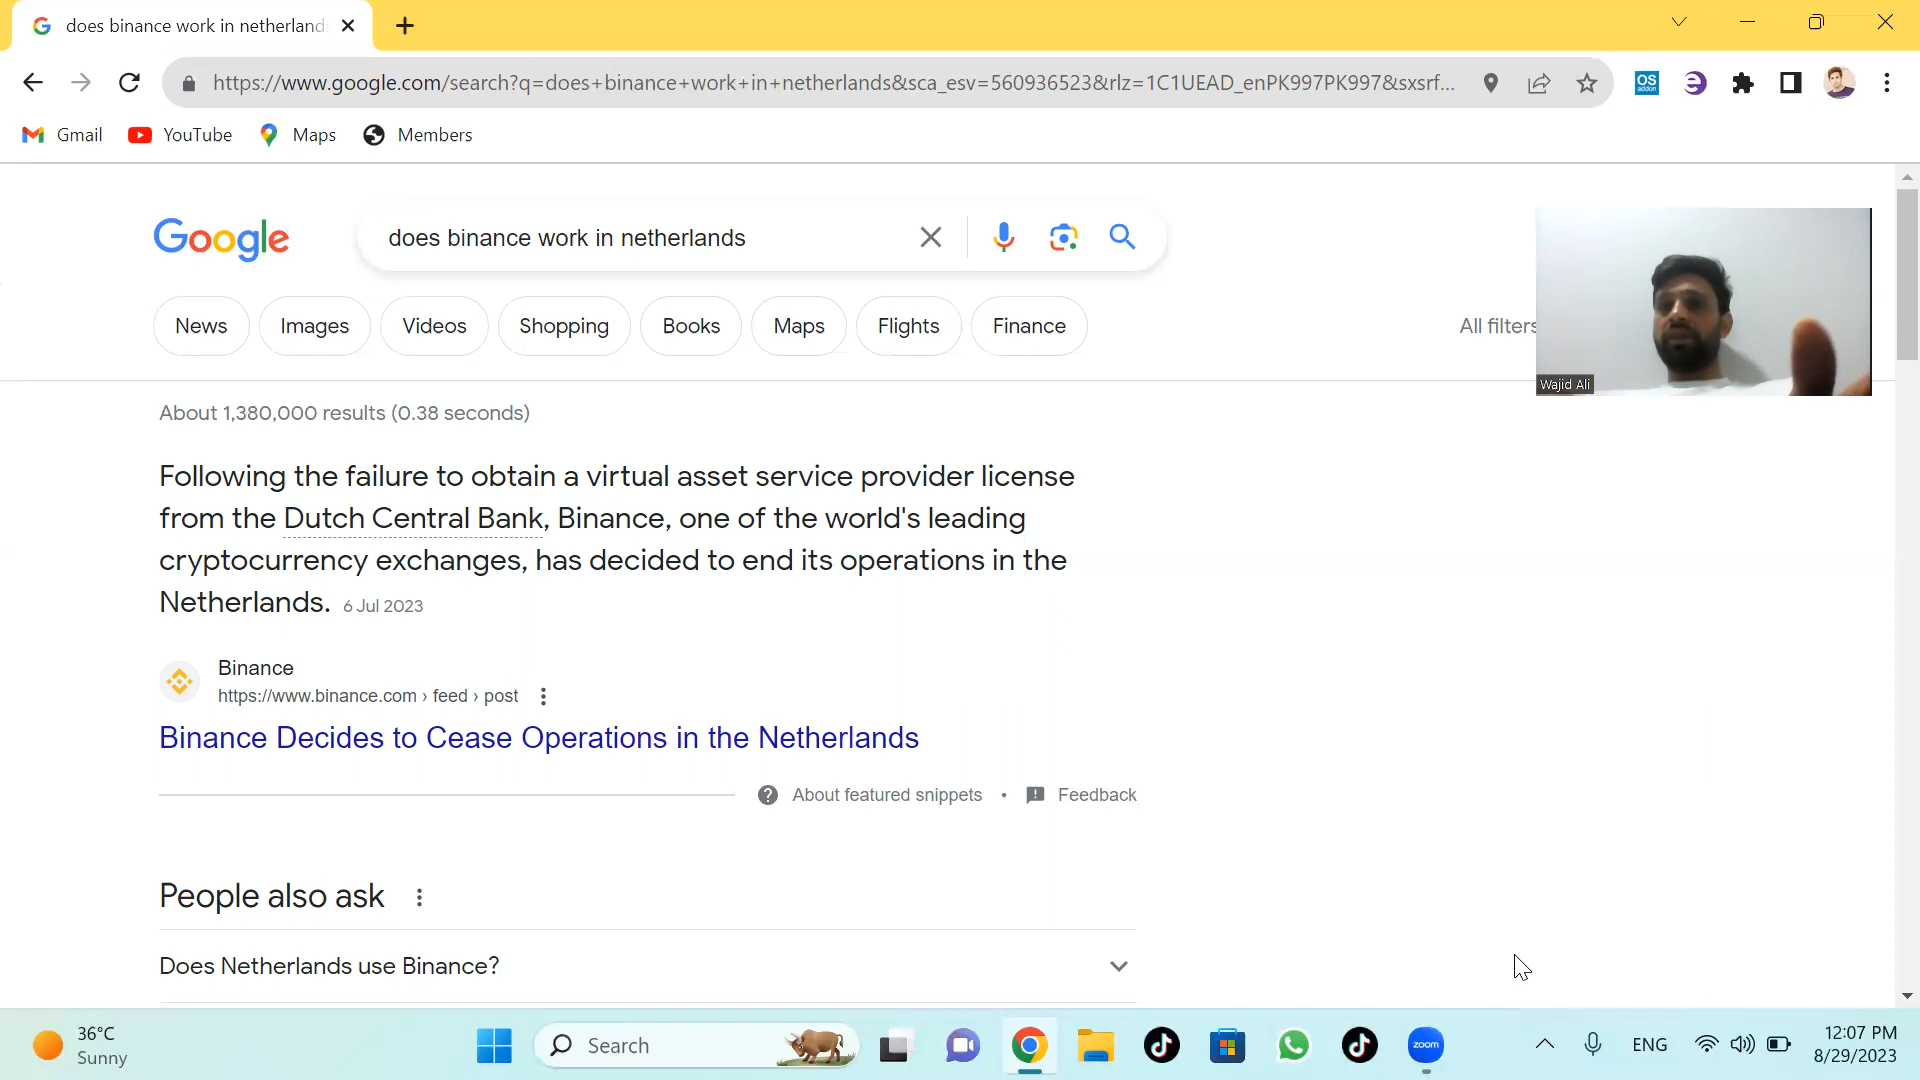 does binance work in netherland
https://www.google.com/search?q=does+binance+work+in+netherlands&sca_esv=560936523&rlz=1C1UEAD_enPK997PK997&sxsrf...
OS
addon
Gmail
YouTube
Maps
Members
Google
does binance work in netherlands
News
Images
Videos
Shopping
Books
Maps
Flights
Finance
All filters
Wajid Ali
About 1,380,000 results (0.38 seconds)
Following the failure to obtain a virtual asset service provider license
from the Dutch Central Bank, Binance, one of the world's leading
cryptocurrency exchanges, has decided to end its operations in the
Netherlands. 6 Jul 2023
Binance
https://www.binance.com › feed › post
Binance Decides to Cease Operations in the Netherlands
About featured snippets • Feedback
People also ask
Does Netherlands use Binance?
36°C
Sunny
Search
zoom
ENG
12:07 PM
8/29/2023